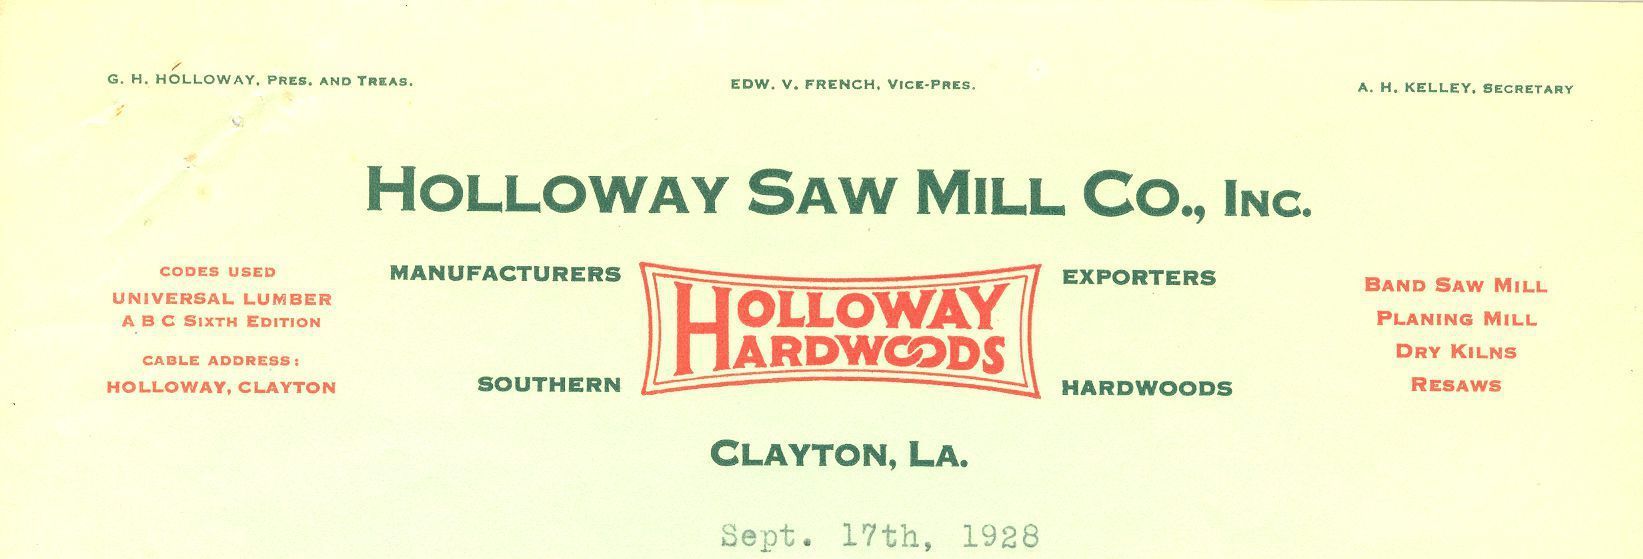 G. H. HOLLOWAY, PRES. AND TREAS.
EDW. V. FRENCH, VICE-PRES.
A. H. KELLEY, SECRETARY
HOLLOWAY SAW MILL CO., INC.
CODES USED
UNIVERSAL LUMBER
A B C SIXTH EDITION
CABLE ADDRESS:
HOLLOWAY, CLAYTON
MANUFACTURERS
SOUTHERN
HOLLOWAY
HARDWOODS
EXPORTERS
HARDWOODS
BAND SAW MILL
PLANING MILL
DRY KILNS
RESAWS
CLAYTON, LA.
Sept. 17th, 1928